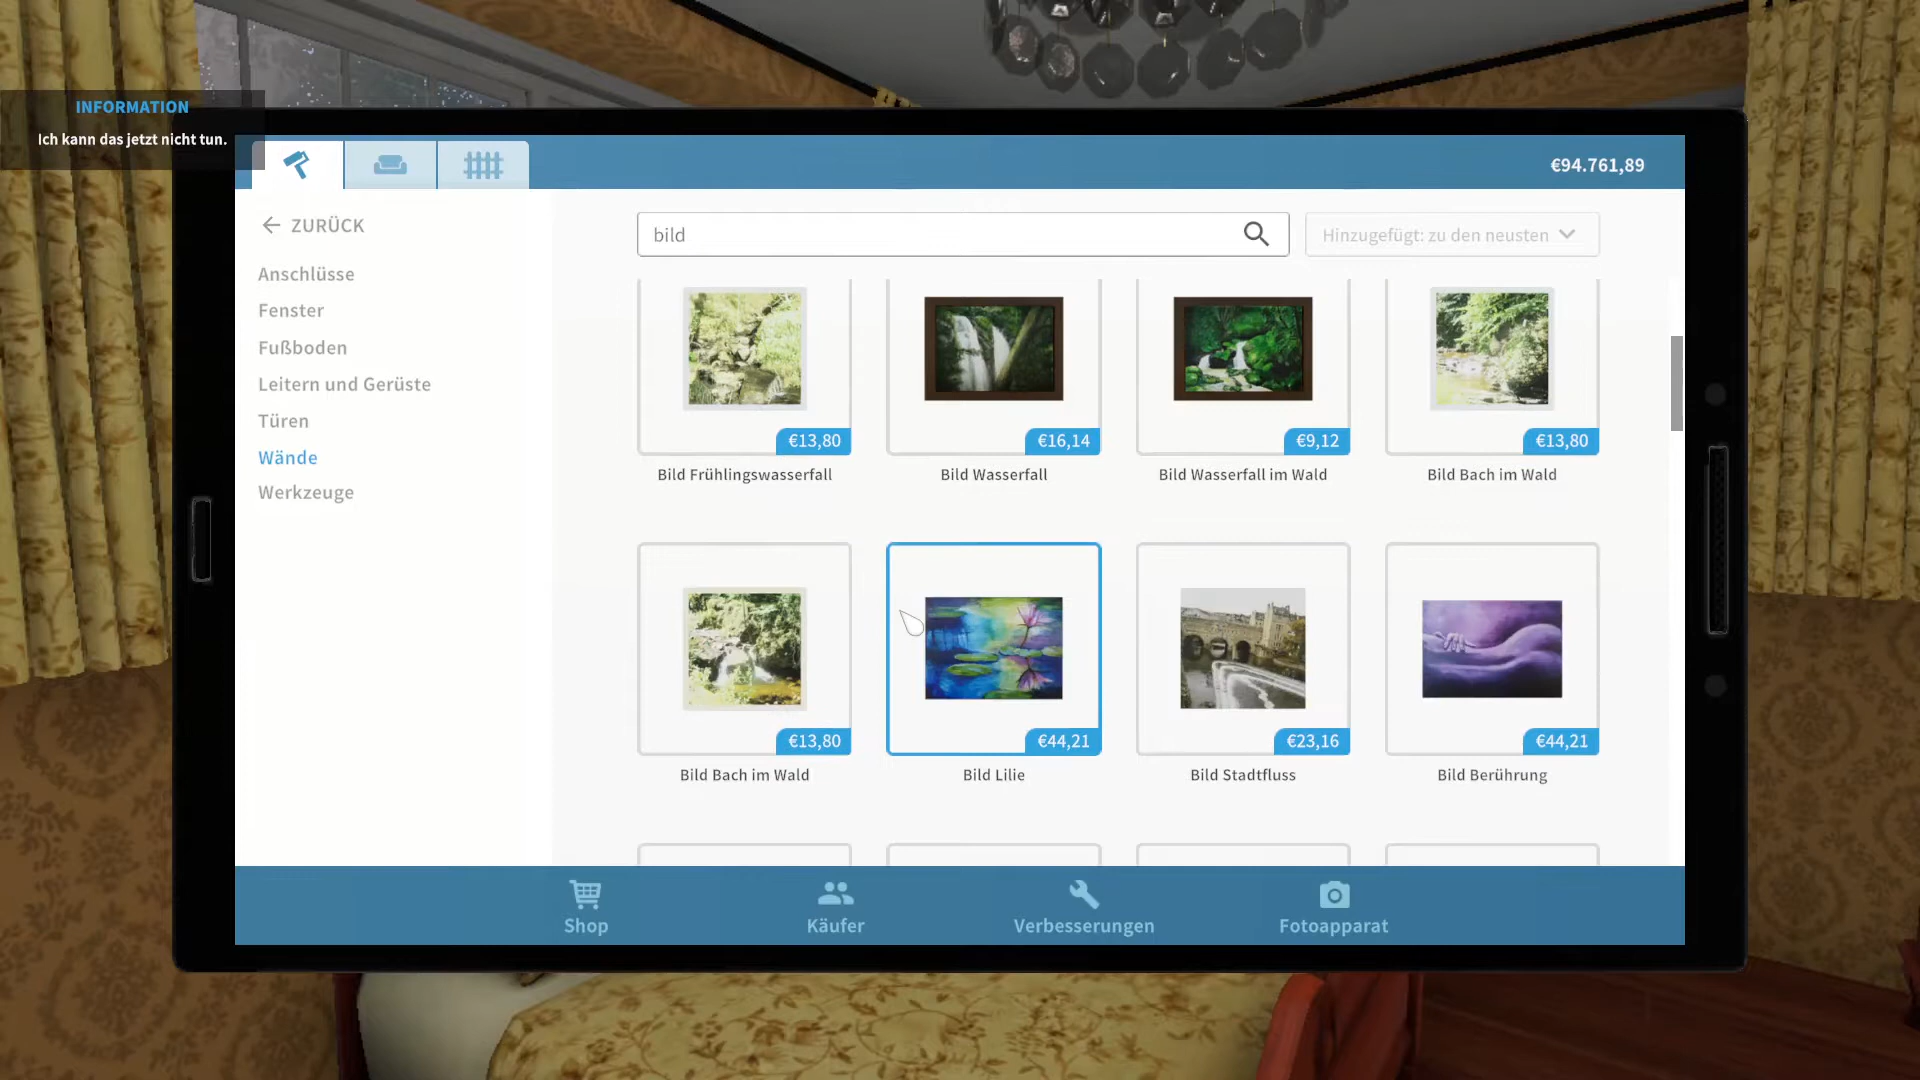 INFORMATION
Ich kann das jetzt nicht tun.
€94.761,89
ZURÜCK
bild
Hinzugefügt: zu den neusten
Anschlüsse
Fenster
Fußboden
Leitern und Gerüste
Türen
Wände
Werkzeuge
€13,80
€16,14
€9,12
€13,80
Bild Frühlingswasserfall
Bild Wasserfall
Bild Wasserfall im Wald
Bild Bach im Wald
€13,80
€44,21
€23,16
€44,21
Bild Bach im Wald
Bild Lilie
Bild Stadtfluss
Bild Berührung
Shop
Käufer
Verbesserungen
Fotoapparat